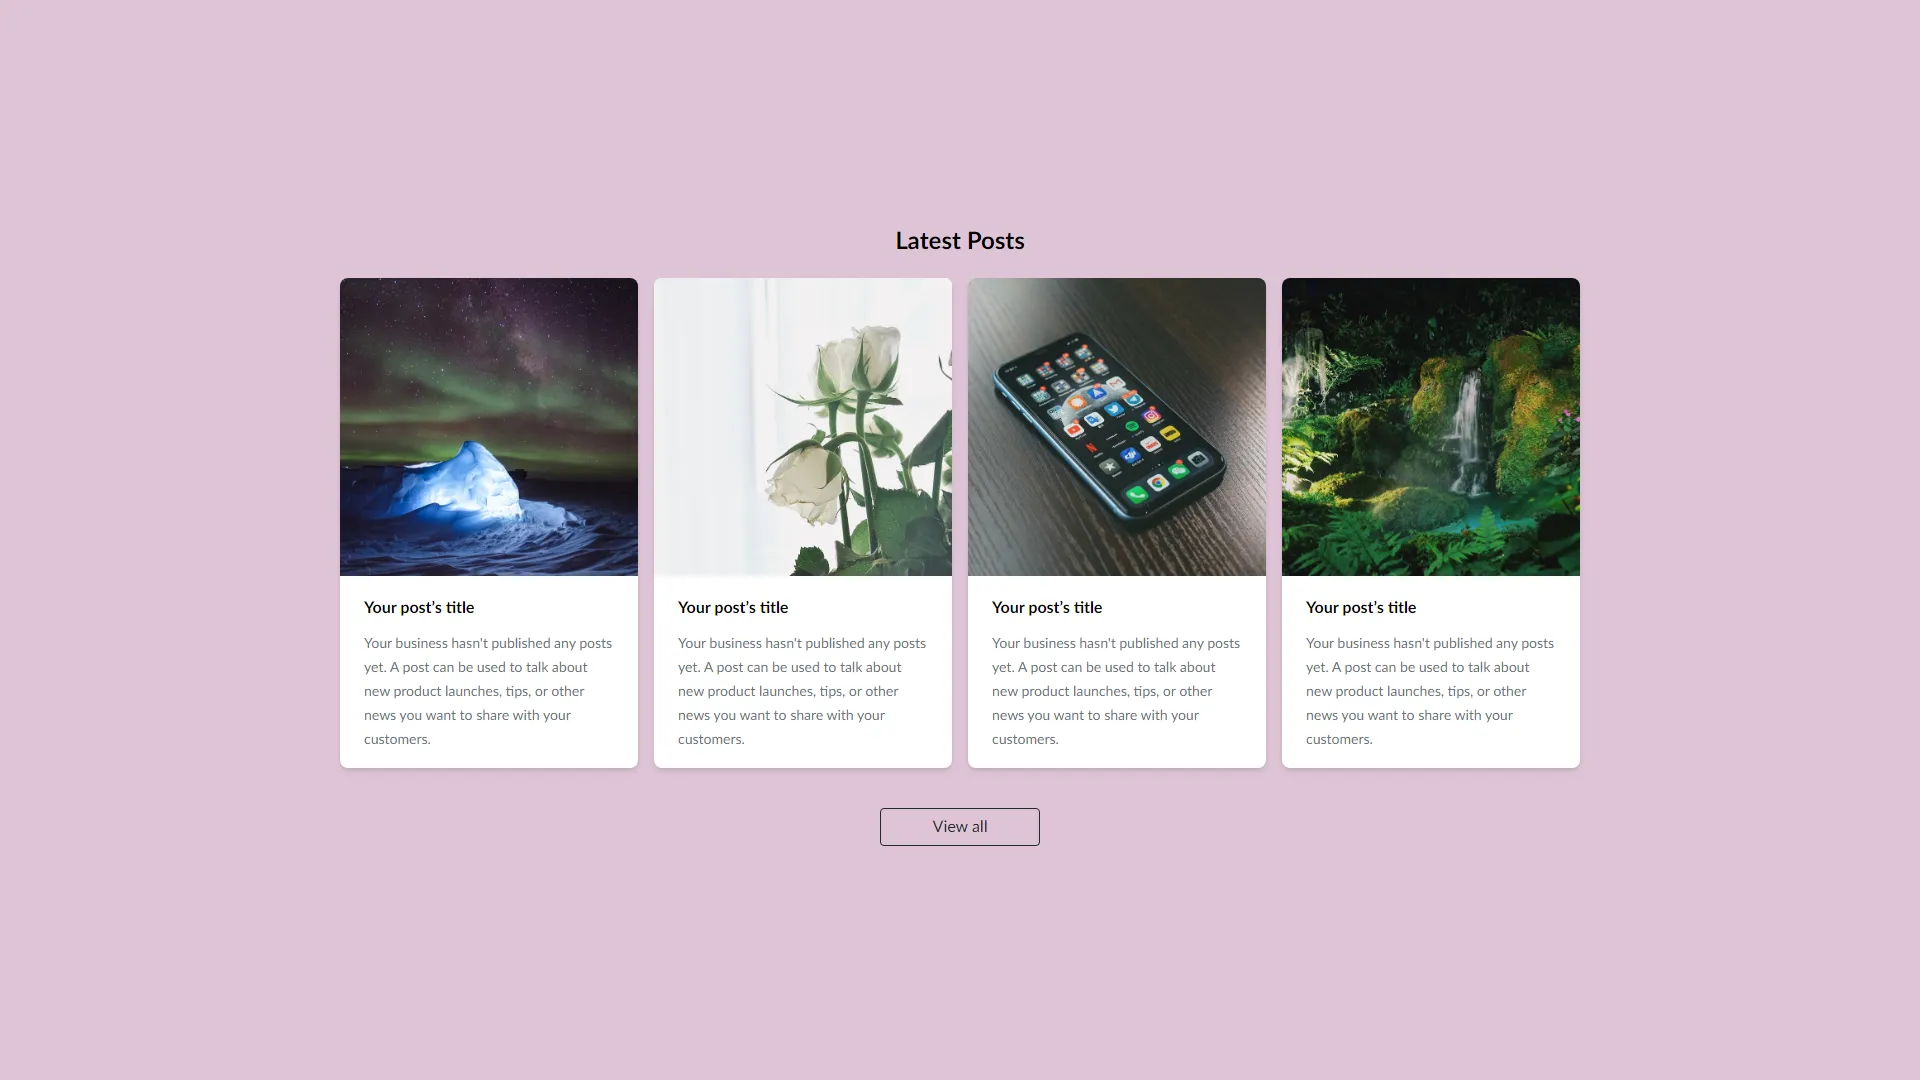 Latest Posts
Your post’s title
Your business hasn't published any posts
yet. A post can be used to talk about
new product launches, tips, or other
news you want to share with your
customers.
Your post’s title
Your business hasn't published any posts
yet. A post can be used to talk about
new product launches, tips, or other
news you want to share with your
customers.
Your post’s title
Your business hasn't published any posts
yet. A post can be used to talk about
new product launches, tips, or other
news you want to share with your
customers.
Your post’s title
Your business hasn't published any posts
yet. A post can be used to talk about
new product launches, tips, or other
news you want to share with your
customers.
View all